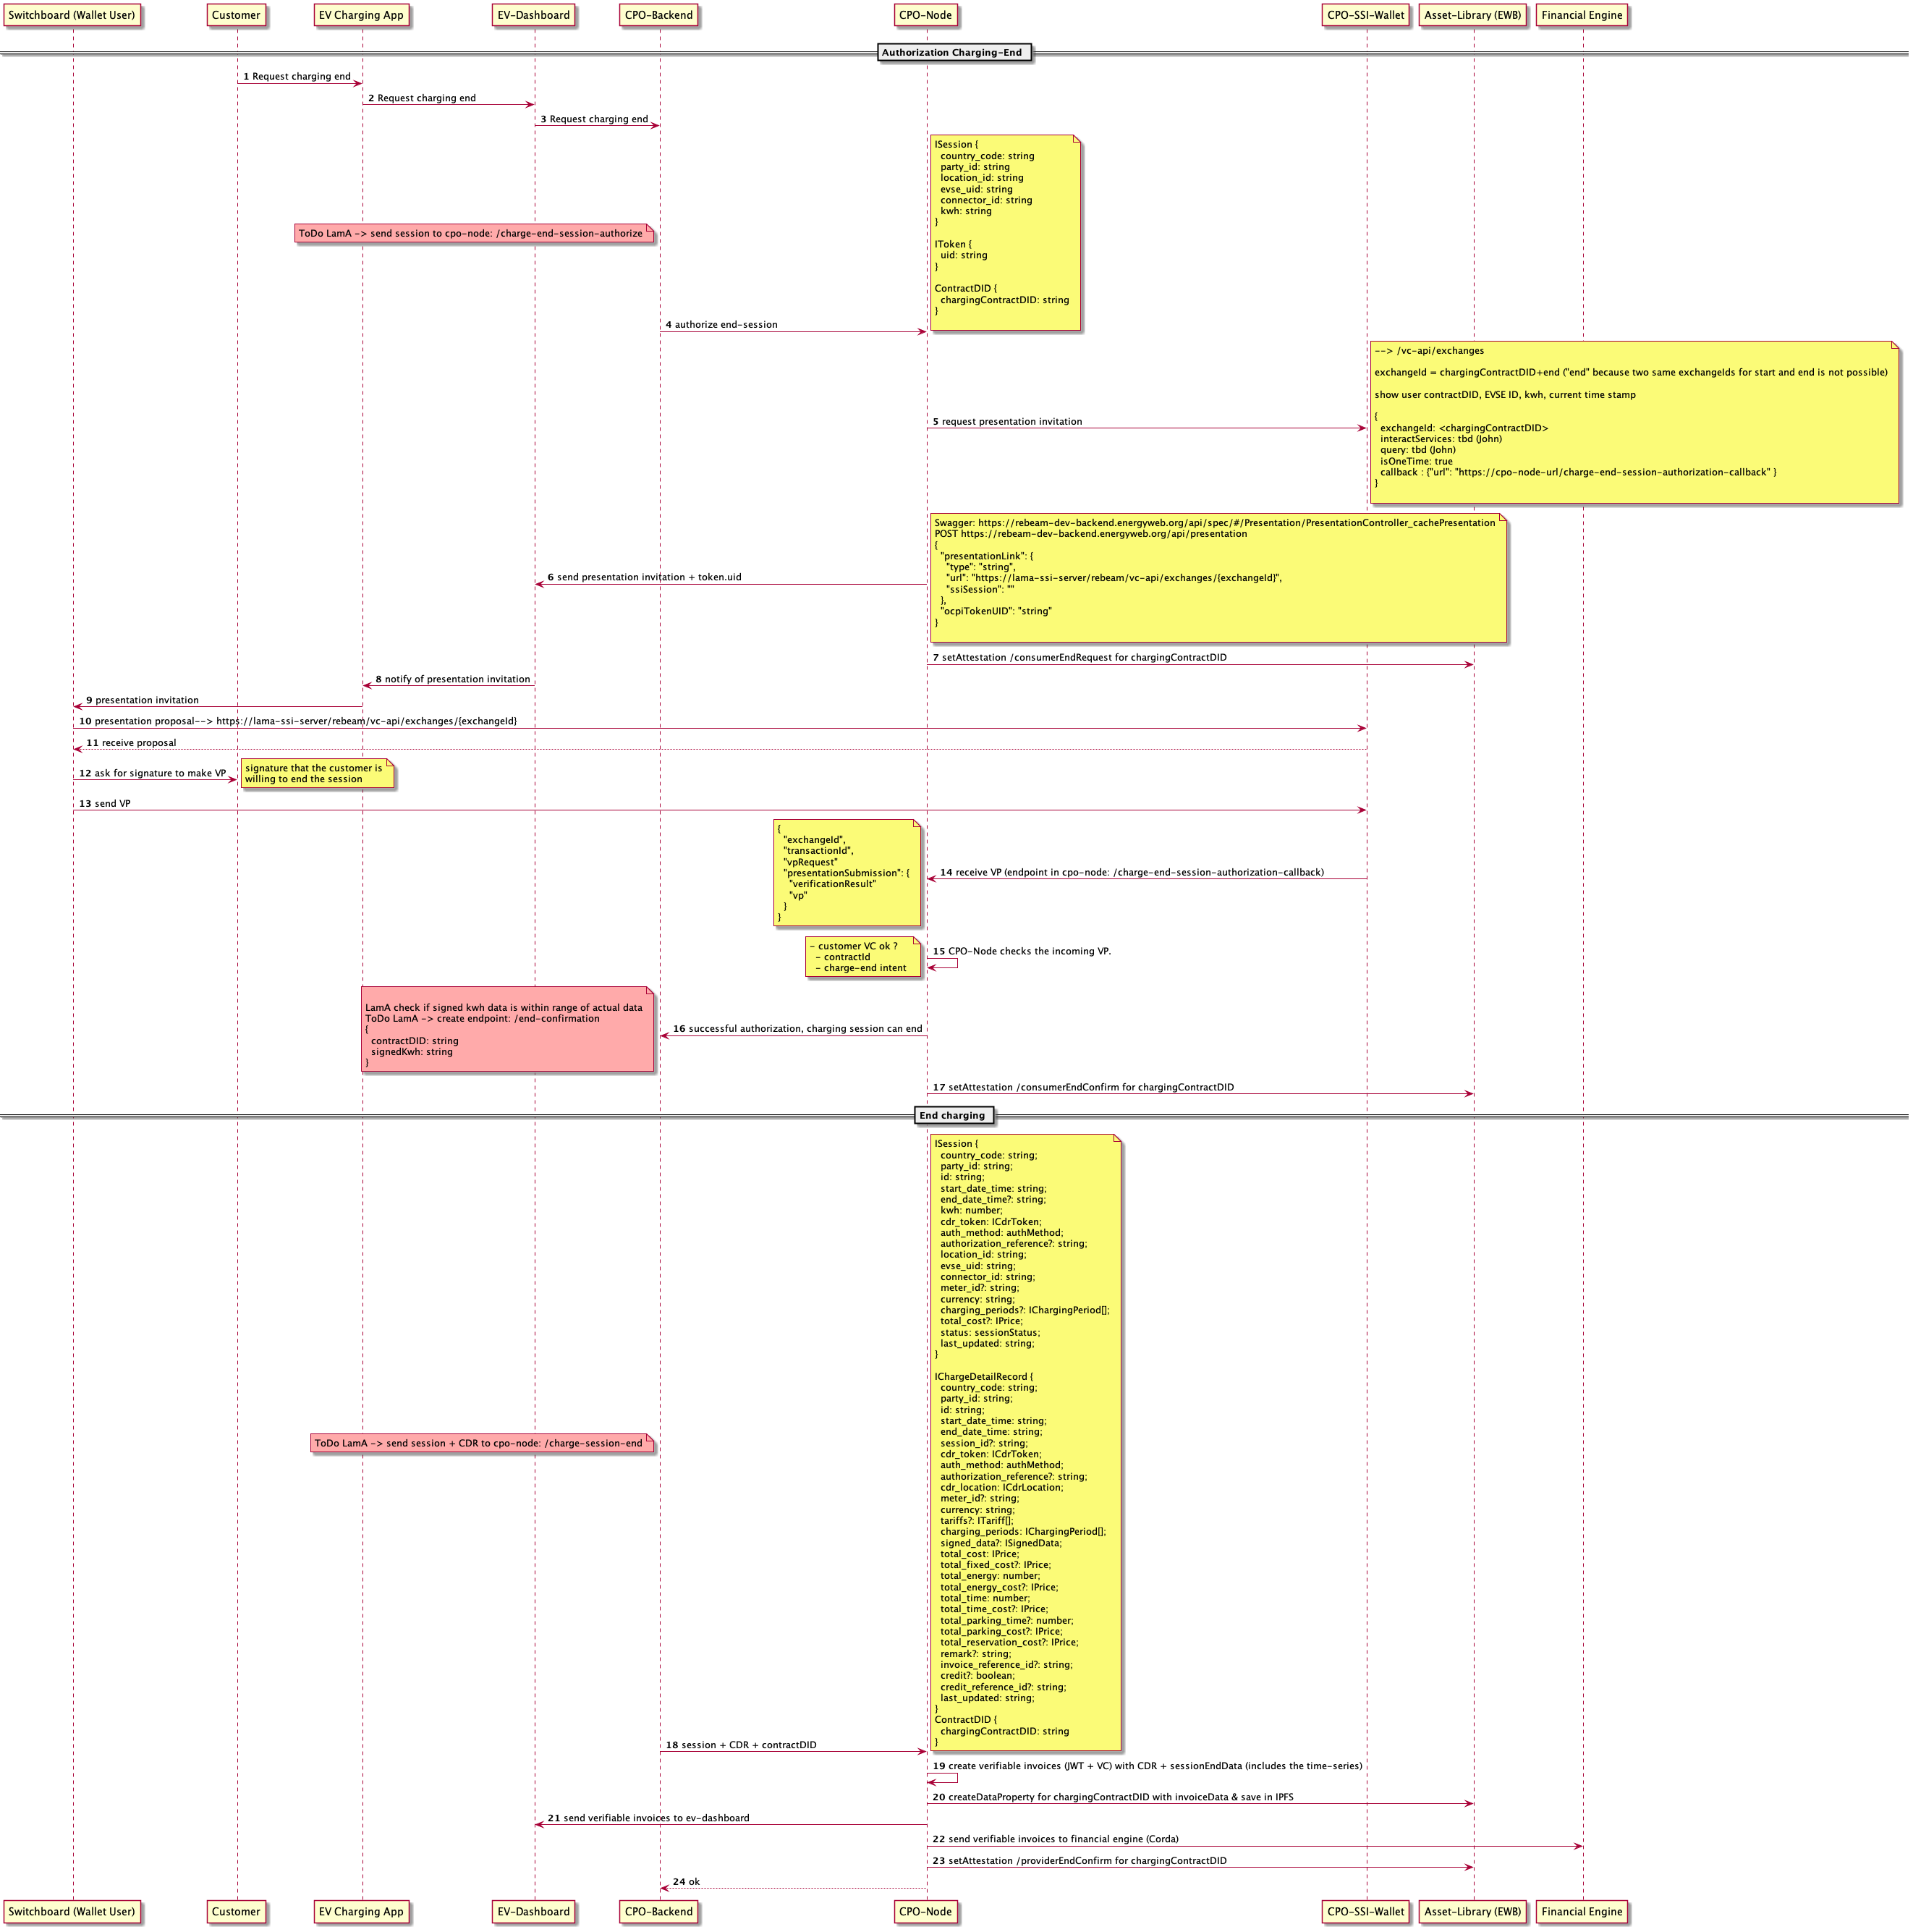 Switchboard (Wallet User)
Customer
EV Charging App
EV-Dashboard
CPO-Backend
CPO-Node
CPO-SSI-Wallet
Asset-Library (EWB)
Financial Engine
Authorization Charging-End
1 Request charging end
2 Request charging end
3 Request charging end
ISession {
country_code: string
party_id: string
location_id: string
evse_uid: string
connector_id: string
kwh: string
}
IToken {
uid: string
}
ContractDID {
chargingContractDID: string
}
ToDo LamA -> send session to cpo-node: /charge-end-session-authorize
4 authorize end-session
--> /vc-api/exchanges
exchangeId = chargingContractDID+end ("end" because two same exchangeIds for start and end is not possible)
show user contractDID, EVSE ID, kwh, current time stamp
{
exchangeId: <chargingContractDID>
interactServices: tbd (John)
query: tbd (John)
isOneTime: true
callback : {"url": "https://cpo-node-url/charge-end-session-authorization-callback" }
}
5 request presentation invitation
Swagger: https://rebeam-dev-backend.energyweb.org/api/spec/#/Presentation/PresentationController_cachePresentation
POST https://rebeam-dev-backend.energyweb.org/api/presentation
{
"presentationLink": {
"type": "string",
"url": "https://lama-ssi-server/rebeam/vc-api/exchanges/{exchangeId}",
"ssiSession": ""
},
"ocpiTokenUID": "string"
}
6 send presentation invitation + token.uid
7 setAttestation /consumerEndRequest for chargingContractDID
8 notify of presentation invitation
9 presentation invitation
10 presentation proposal--> https://lama-ssi-server/rebeam/vc-api/exchanges/{exchangeId}
11 receive proposal
12 ask for signature to make VP
signature that the customer is
willing to end the session
13 send VP
{
"exchangeId",
"transactionId",
"vpRequest"
"presentationSubmission": {
"verificationResult"
"vp"
}
}
14 receive VP (endpoint in cpo-node: /charge-end-session-authorization-callback)
- customer VC ok ?
- contractId
- charge-end intent
15 CPO-Node checks the incoming VP.
LamA check if signed kwh data is within range of actual data
ToDo LamA -> create endpoint: /end-confirmation
{
contractDID: string
signedKwh: string
}
16 successful authorization, charging session can end
17 setAttestation /consumerEndConfirm for chargingContractDID
End charging
ISession {
country_code: string;
party_id: string;
id: string;
start_date_time: string;
end_date_time?: string;
kwh: number;
cdr_token: ICdrToken;
auth_method: authMethod;
authorization_reference?: string;
location_id: string;
evse_uid: string;
connector_id: string;
meter_id?: string;
currency: string;
charging_periods?: IChargingPeriod[];
total_cost?: IPrice;
status: sessionStatus;
last_updated: string;
}
IChargeDetailRecord {
country_code: string;
party_id: string;
id: string;
start_date_time: string;
end_date_time: string;
session_id?: string;
cdr_token: ICdrToken;
auth_method: authMethod;
authorization_reference?: string;
cdr_location: ICdrLocation;
meter_id?: string;
currency: string;
tariffs?: ITariff[];
charging_periods: IChargingPeriod[];
signed_data?: ISignedData;
total_cost: IPrice;
total_fixed_cost?: IPrice;
total_energy: number;
total_energy_cost?: IPrice;
total_time: number;
total_time_cost?: IPrice;
total_parking_time?: number;
total_parking_cost?: IPrice;
total_reservation_cost?: IPrice;
remark?: string;
invoice_reference_id?: string;
credit?: boolean;
credit_reference_id?: string;
last_updated: string;
}
ContractDID {
chargingContractDID: string
}
ToDo LamA -> send session + CDR to cpo-node: /charge-session-end
18 session + CDR + contractDID
19 create verifiable invoices (JWT + VC) with CDR + sessionEndData (includes the time-series)
20 createDataProperty for chargingContractDID with invoiceData & save in IPFS
21 send verifiable invoices to ev-dashboard
22 send verifiable invoices to financial engine (Corda)
23 setAttestation /providerEndConfirm for chargingContractDID
24 ok
Switchboard (Wallet User)
Customer
EV Charging App
EV-Dashboard
CPO-Backend
CPO-Node
CPO-SSI-Wallet
Asset-Library (EWB)
Financial Engine